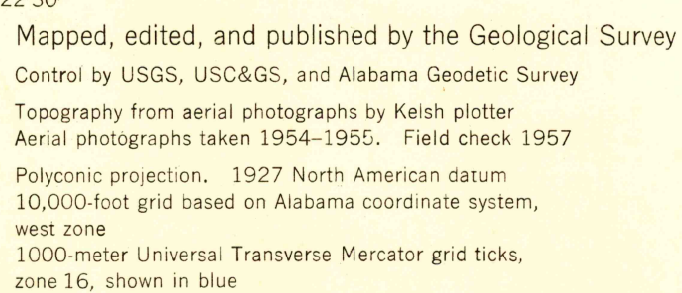 22'30"
Mapped, edited, and published by the Geological Survey
Control by USGS, USC&GS, and Alabama Geodetic Survey
Topography from aerial photographs by Kelsh plotter
Aerial photographs taken 1954–1955. Field check 1957
Polyconic projection. 1927 North American datum
10,000-foot grid based on Alabama coordinate system,
west zone
1000-meter Universal Transverse Mercator grid ticks,
zone 16, shown in blue